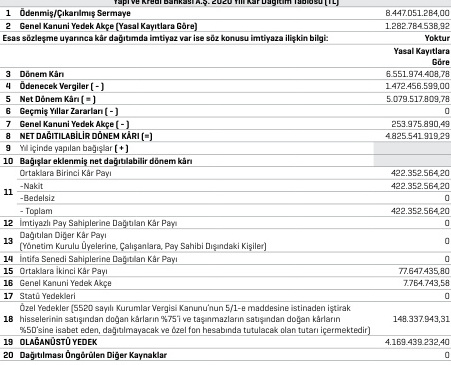 Yapı ve Kredi Bankası A.Ş. 2020 Yılı Kar Dağıtım Tablosu (TL)
1 Ödenmiş/Çıkarılmış Sermaye 8.447.051.284,00
2 Genel Kanuni Yedek Akçe (Yasal Kayıtlara Göre) 1.282.784.538,92
Esas sözleşme uyarınca kâr dağıtımda imtiyaz var ise söz konusu imtiyaza ilişkin bilgi: Yoktur
Yasal Kayıtlara
Göre
3 Dönem Kârı 6.551.974.408,78
4 Ödenecek Vergiler ( - ) 1.472.456.599,00
5 Net Dönem Kârı ( = ) 5.079.517.809,78
6 Geçmiş Yıllar Zararları ( - ) 0
7 Genel Kanuni Yedek Akçe ( - ) 253.975.890,49
8 NET DAĞITILABİLİR DÖNEM KÂRI (=) 4.825.541.919,29
9 Yıl içinde yapılan bağışlar ( + )
10 Bağışlar eklenmiş net dağıtılabilir dönem kârı
11 Ortaklara Birinci Kâr Payı 422.352.564,20
-Nakit 422.352.564,20
-Bedelsiz 0
- Toplam 422.352.564,20
12 İmtiyazlı Pay Sahiplerine Dağıtılan Kâr Payı 0
13 Dağıtılan Diğer Kâr Payı 0
(Yönetim Kurulu Üyelerine, Çalışanlara, Pay Sahibi Dışındaki Kişiler)
14 İntifa Senedi Sahiplerine Dağıtılan Kâr Payı 0
15 Ortaklara İkinci Kâr Payı 77.647.435,80
16 Genel Kanuni Yedek Akçe 7.764.743,58
17 Statü Yedekleri 0
18 Özel Yedekler (5520 sayılı Kurumlar Vergisi Kanunu'nun 5/1-e maddesine istinaden iştirak
hisselerinin satışından doğan kârların %75'i ve taşınmazların satışından doğan kârların 148.337.943,31
%50'sine isabet eden, dağıtılmayacak ve özel fon hesabında tutulacak olan tutarı içermektedir)
19 OLAĞANÜSTÜ YEDEK 4.169.439.232,40
20 Dağıtılması Öngörülen Diğer Kaynaklar 0